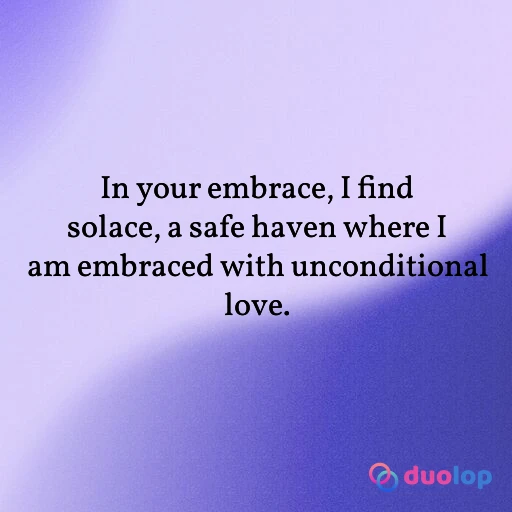 In your embrace, I find
solace, a safe haven where I
am embraced with unconditional
love.
duolop